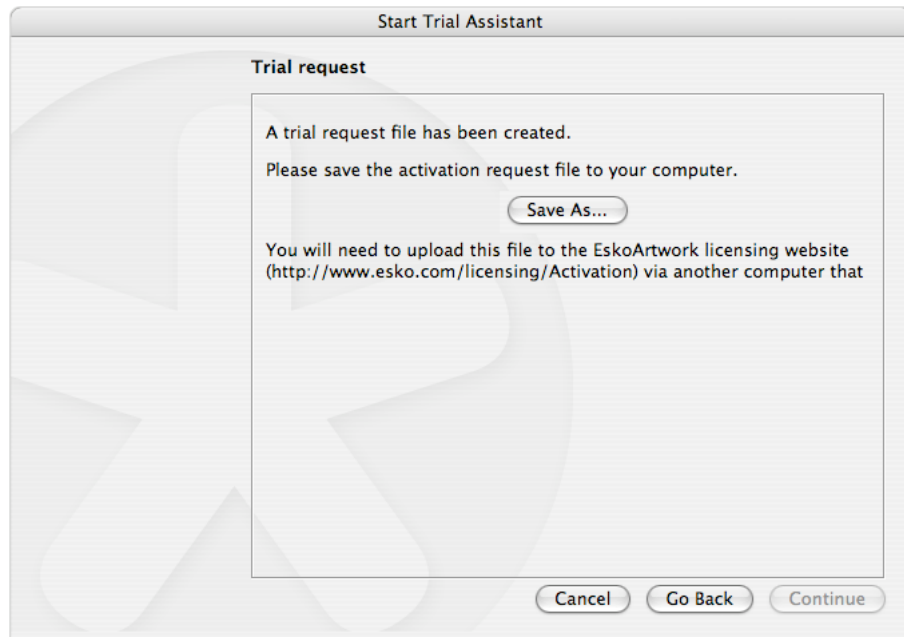 Start Trial Assistant
Trial request
A trial request file has been created.
Please save the activation request file to your computer.
Save As...
You will need to upload this file to the EskoArtwork licensing website
(http://www.esko.com/licensing/Activation) via another computer that
Cancel Go Back Continue